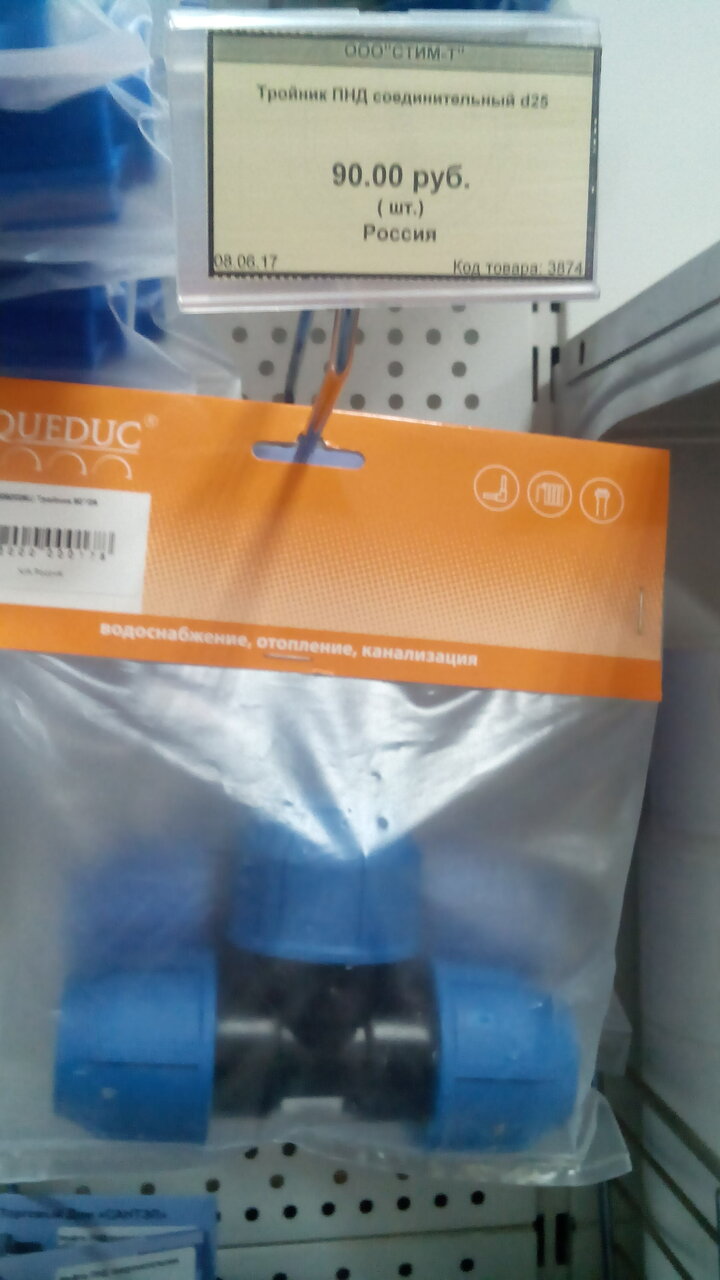 ООО"СТИМ-Т"
Тройник ПНД соединительный d25
90.00 руб.
( шт.)
Россия
08.06.17
Код товара: 3874
QUEDUC®
водоснабжение, отопление, канализация